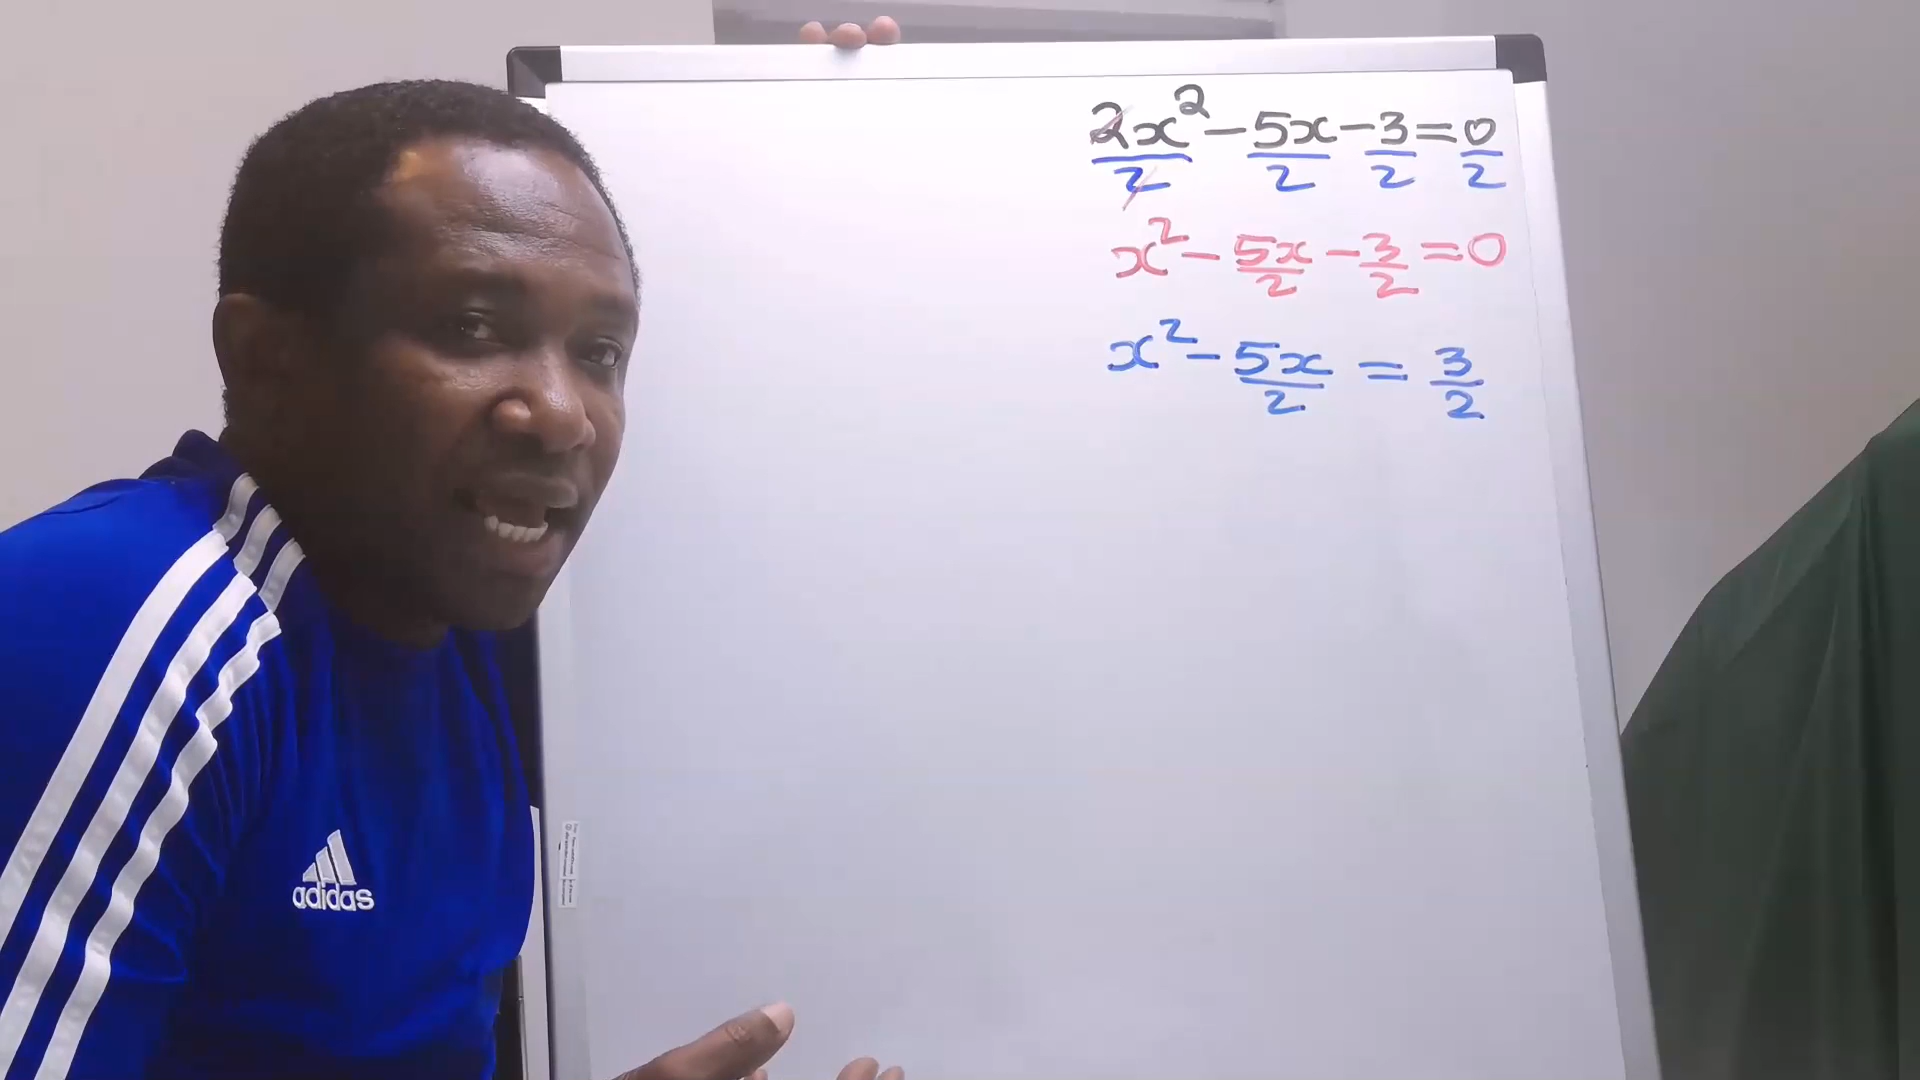 2x² - 5x - 3 = 0
2 2 2 2
x² - 5x/2 - 3/2 = 0
x² - 5x/2 = 3/2
adidas